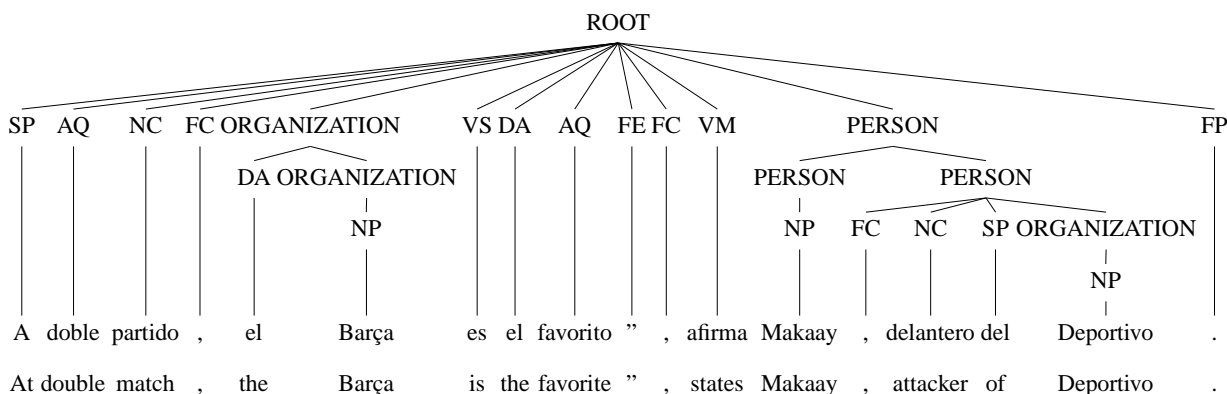 ROOT
SP AQ NC FC ORGANIZATION VS DA AQ FE FC VM PERSON FP
DA ORGANIZATION PERSON PERSON
NP NP FC NC SP ORGANIZATION
NP
A doble partido , el Barça es el favorito ” , afirma Makaay , delantero del Deportivo .
At double match , the Barça is the favorite ” , states Makaay , attacker of Deportivo .